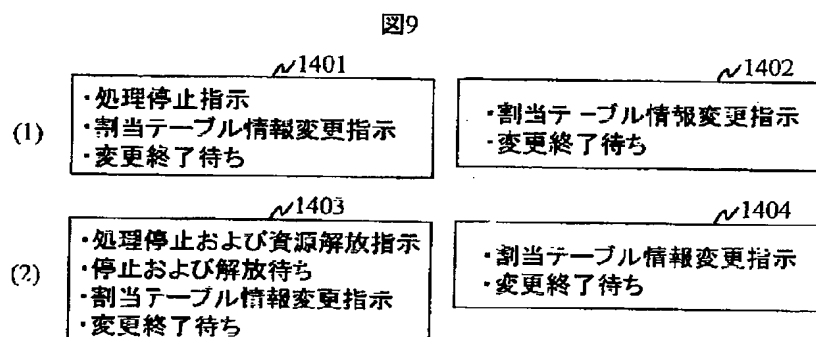 図9
1401
1402
(1)
・処理停止指示
・割当テーブル情報変更指示
・変更終了待ち
・割当テーブル情報変更指示
・変更終了待ち
1403
1404
(2)
・処理停止および資源解放指示
・停止および解放待ち
・割当テーブル情報変更指示
・変更終了待ち
・割当テーブル情報変更指示
・変更終了待ち